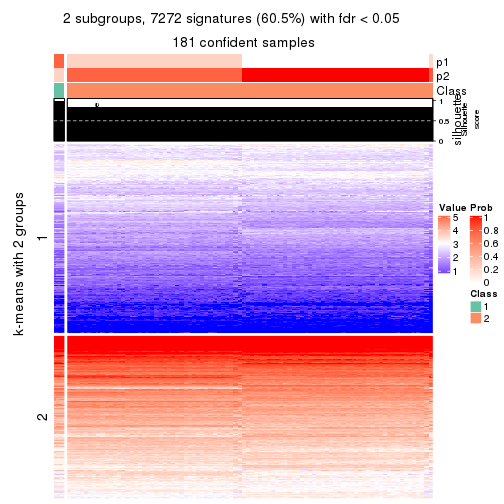 2 subgroups, 7272 signatures (60.5%) with fdr < 0.05
181 confident samples
p1
p2
Class
silhouette
Silhouette
score
1
0.5
0
k-means with 2 groups
1
2
Value
5
4
3
2
1
Prob
1
0.8
0.6
0.4
0.2
0
Class
1
2